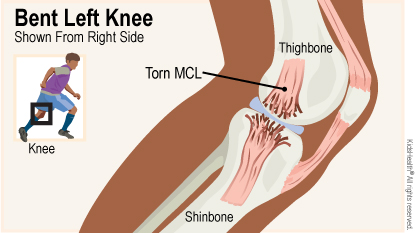 Bent Left Knee
Shown From Right Side
Thighbone
Torn MCL
Knee
Shinbone
KidsHealth® All rights reserved.